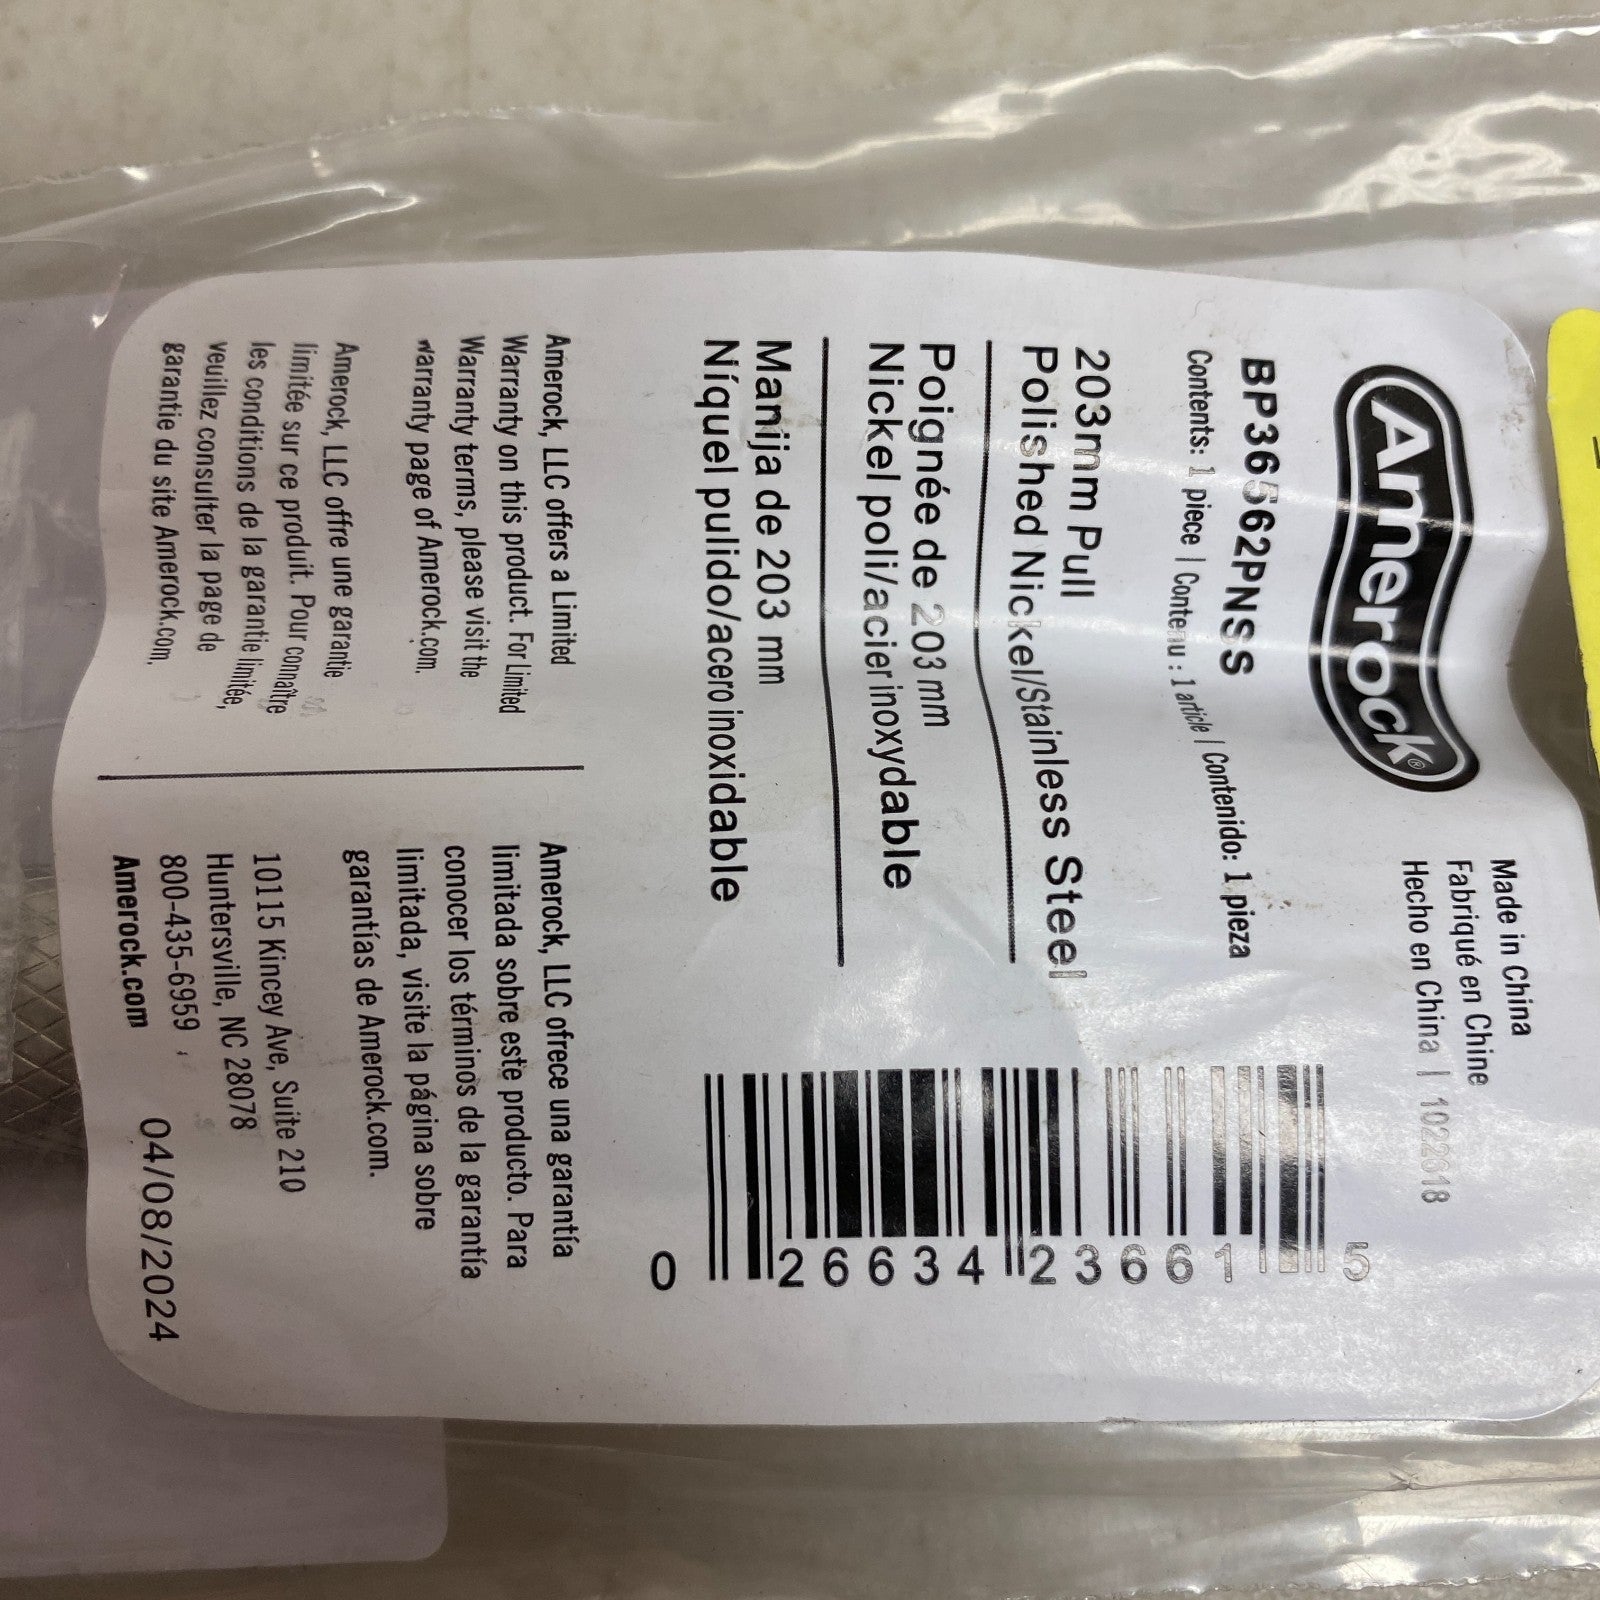 Amerock®
Made in China
Fabriqué en Chine
Hecho en China | 1022618
BP36562PNSS
Contents: 1 piece | Contenu : 1 article | Contenido: 1 pieza
203mm Pull
Polished Nickel/Stainless Steel
Poignée de 203 mm
Nickel poli/acier inoxydable
Manija de 203 mm
Níquel pulido/acero inoxidable
0 26634 23661 5
Amerock, LLC offers a Limited
Warranty on this product. For Limited
Warranty terms, please visit the
warranty page of Amerock.com.
Amerock, LLC offre une garantie
limitée sur ce produit. Pour connaître
les conditions de la garantie limitée,
veuillez consulter la page de
garantie du site Amerock.com.
Amerock, LLC ofrece una garantía
limitada sobre este producto. Para
conocer los términos de la garantía
limitada, visite la página sobre
garantías de Amerock.com.
10115 Kincey Ave, Suite 210
Huntersville, NC 28078
800-435-6959
Amerock.com
04/08/2024